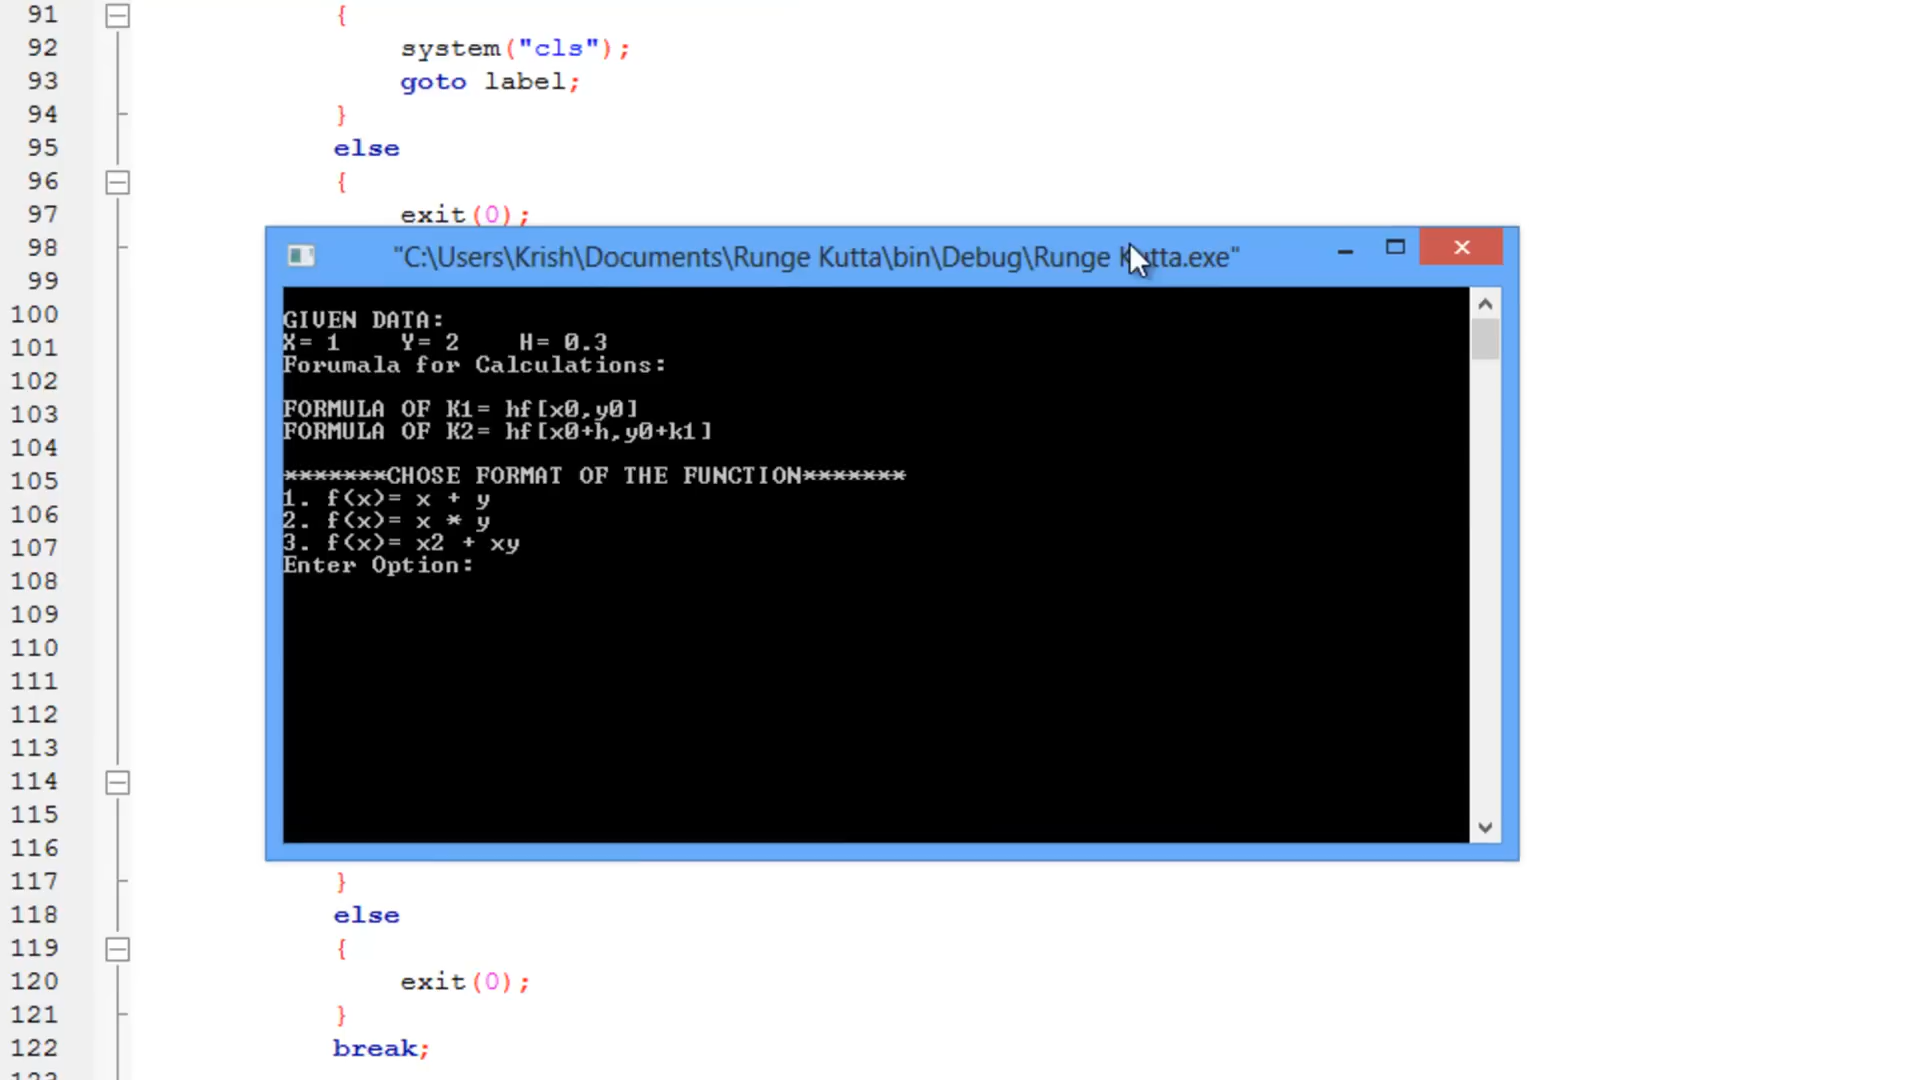 91 {
92 system("cls");
93 goto label;
94 }
95 else
96 {
97 exit(0);
98
99
100
101
102
103
104
105
106
107
108
109
110
111
112
113
114
115
116
117 }
118 else
119 {
120 exit(0);
121 }
122 break;
"C:\Users\Krish\Documents\Runge Kutta\bin\Debug\Runge Kutta.exe"
GIVEN DATA:
X= 1 Y= 2 H= 0.3
Forumala for Calculations:
FORMULA OF K1= hf[x0,y0]
FORMULA OF K2= hf[x0+h,y0+k1]
*******CHOSE FORMAT OF THE FUNCTION*******
1. f(x)= x + y
2. f(x)= x * y
3. f(x)= x2 + xy
Enter Option: